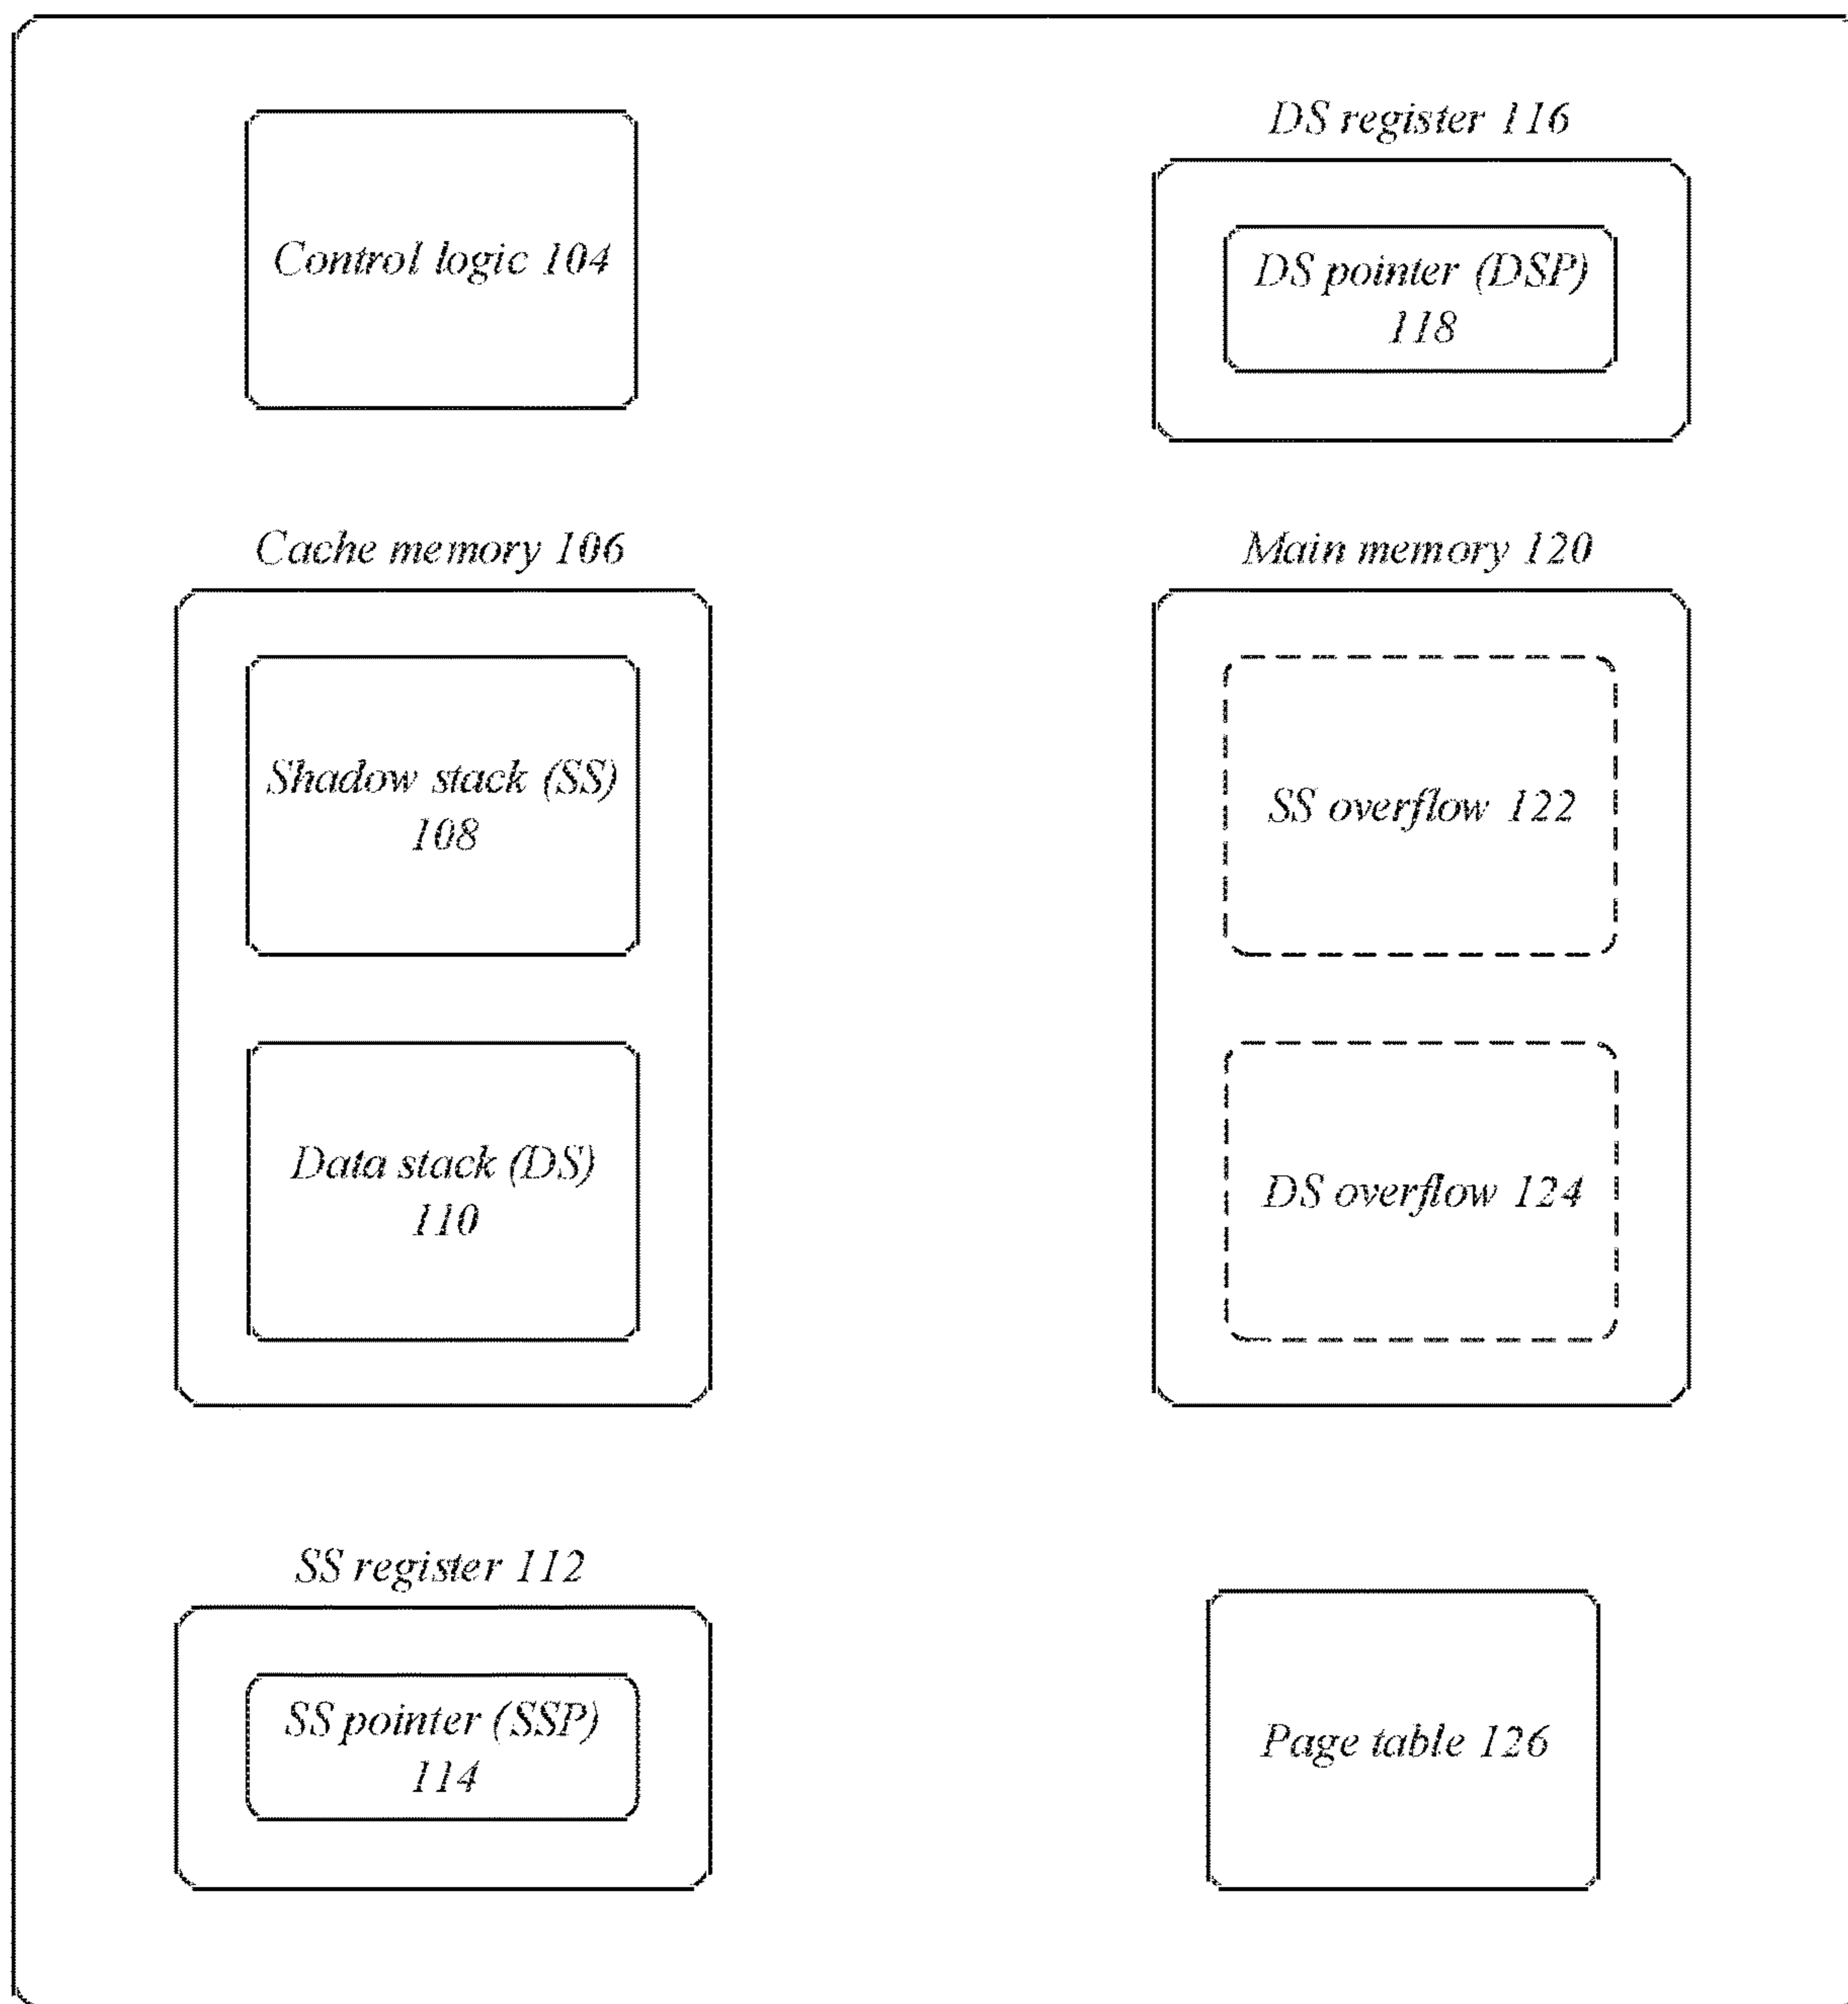 DS register 116
Control logic 104
DS pointer (DSP)
118
Cache memory 106
Main memory 120
Shadow stack (SS)
108
SS overflow 122
Data stack (DS)
110
DS overflow 124
SS register 112
SS pointer (SSP)
114
Page table 126